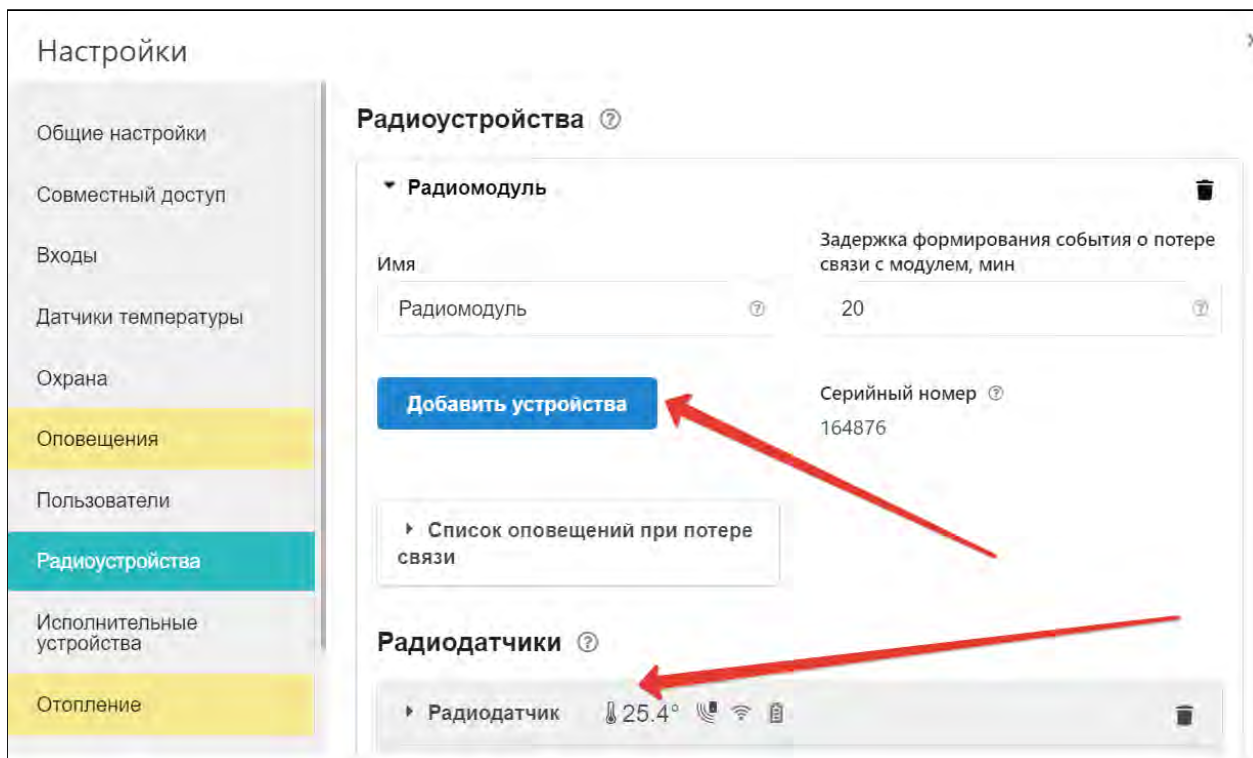 Настройки
Общие настройки
Совместный доступ
Входы
Датчики температуры
Охрана
Оповещения
Пользователи
Радиоустройства
Исполнительные
устройства
Отопление
Радиоустройства
Радиомодуль
Имя
Радиомодуль
Задержка формирования события о потере
связи с модулем, мин
20
Добавить устройства
Серийный номер
164876
Список оповещений при потере
связи
Радиодатчики
Радиодатчик 25.4°